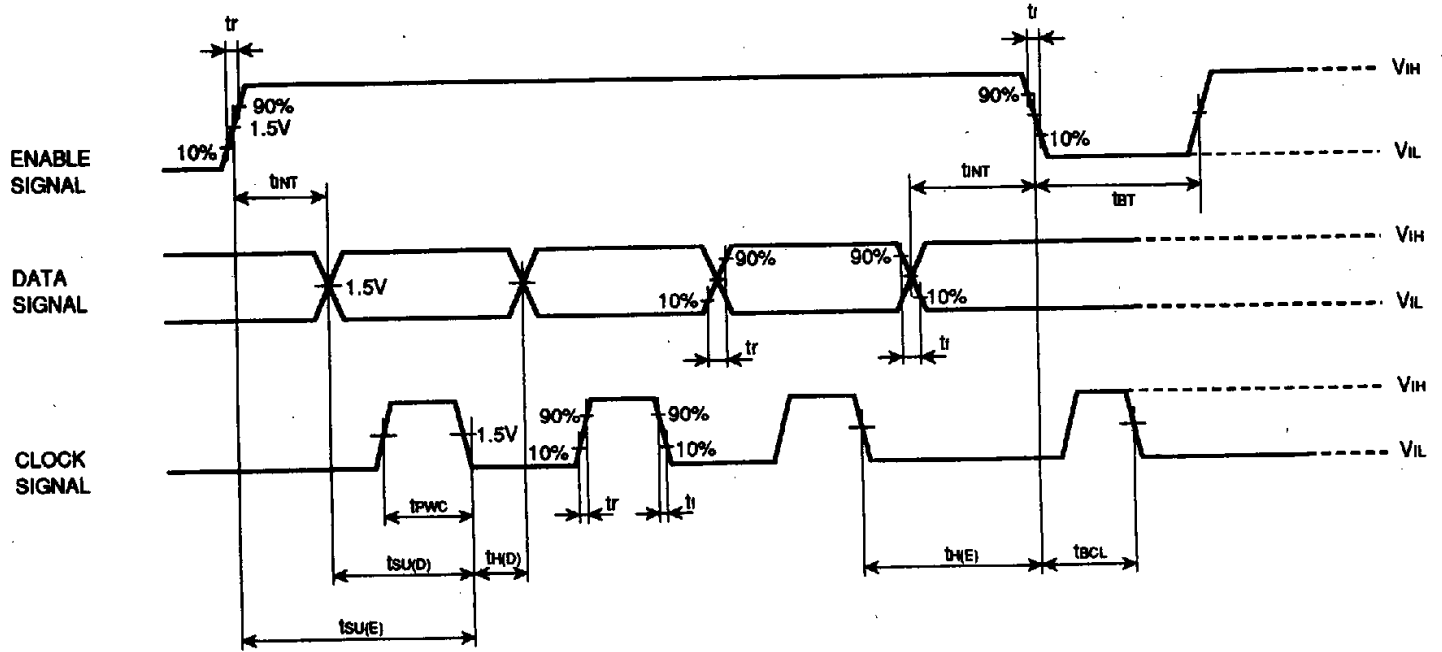 tr
tf
VIH
90%
1.5V
10%
90%
10%
VIL
ENABLE
SIGNAL
tINT
tINT
tBT
VIH
DATA
SIGNAL
1.5V
90%
10%
90%
10%
VIL
tr
tf
VIH
CLOCK
SIGNAL
1.5V
90%
10%
90%
10%
VIL
tPWC
tr
tf
tSU(D)
tH(D)
tH(E)
tBCL
tSU(E)